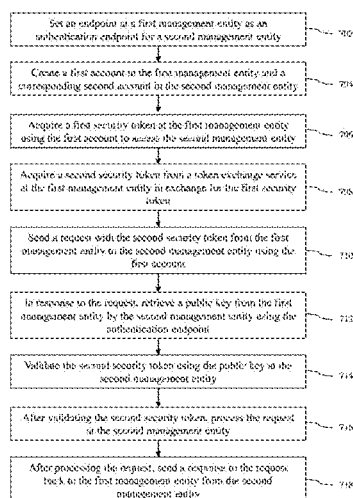 Set an endpoint at a first management entity as an
authentication endpoint for a second management entity
702
Create a first account in the first management entity and a
corresponding second account in the second management entity
704
Acquire a first security token at the first management entity
using the first account to access the second management entity
706
Acquire a second security token from a token exchange service
at the first management entity in exchange for the first security
token
708
Send a request with the second security token from the first
management entity to the second management entity using the
first account
710
In response to the request, retrieve a public key from the first
management entity by the second management entity using the
authentication endpoint
712
Validate the second security token using the public key in the
second management entity
714
After validating the second security token, process the request
in the second management entity
716
After processing the request, send a response to the request
back to the first management entity from the second
management entity
718